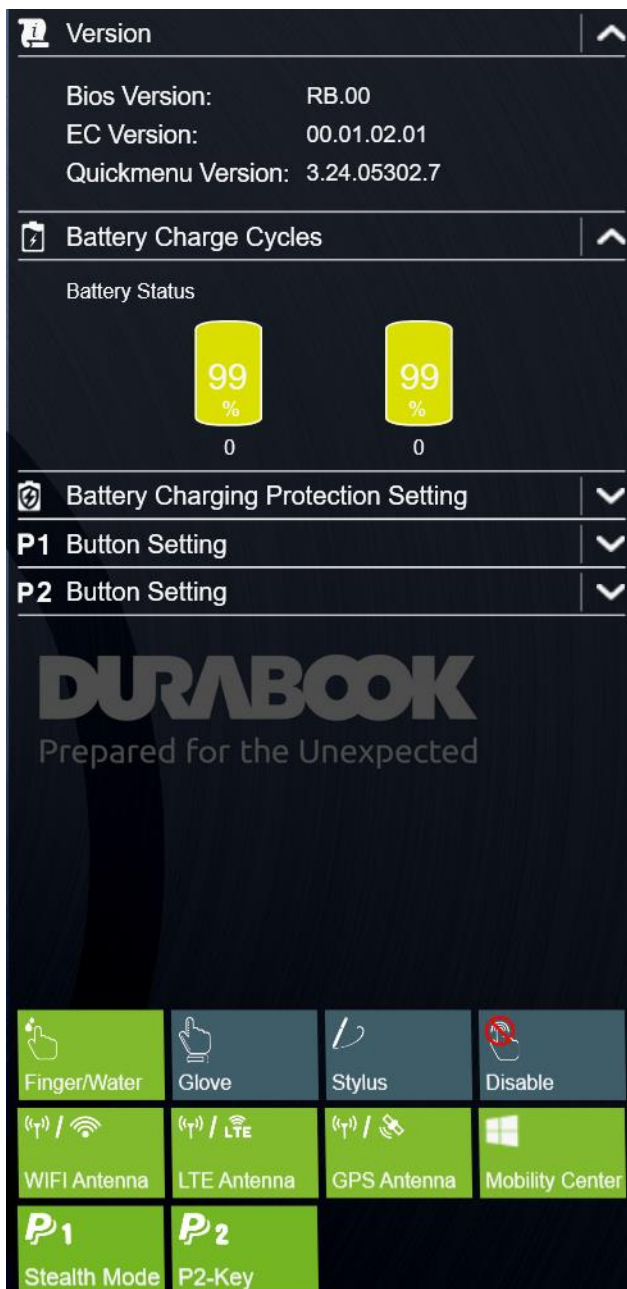 Version
Bios Version: RB.00
EC Version: 00.01.02.01
Quickmenu Version: 3.24.05302.7
Battery Charge Cycles
Battery Status
99 99
% %
0 0
Battery Charging Protection Setting
P1 Button Setting
P2 Button Setting
DURABOOK
Prepared for the Unexpected
Finger/Water Glove Stylus Disable
/ / LTE /
WIFI Antenna LTE Antenna GPS Antenna Mobility Center
P1 P2
Stealth Mode P2-Key